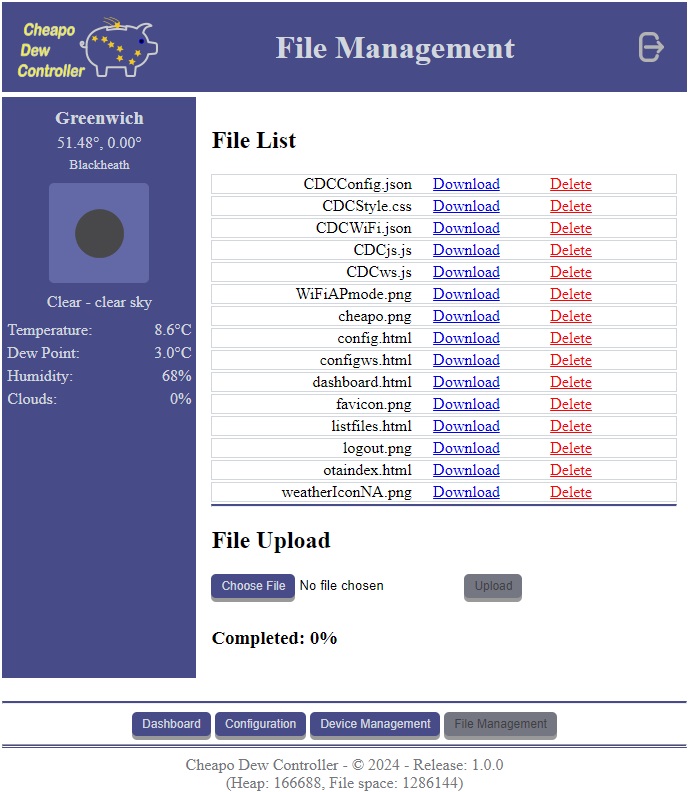 Cheapo
Dew
Controller
File Management
Greenwich
51.48°, 0.00°
Blackheath
Clear - clear sky
Temperature: 8.6°C
Dew Point: 3.0°C
Humidity: 68%
Clouds: 0%
File List
CDCConfig.json Download Delete
CDCStyle.css Download Delete
CDCWiFi.json Download Delete
CDCjs.js Download Delete
CDCws.js Download Delete
WiFiAPmode.png Download Delete
cheapo.png Download Delete
config.html Download Delete
configws.html Download Delete
dashboard.html Download Delete
favicon.png Download Delete
listfiles.html Download Delete
logout.png Download Delete
otaindex.html Download Delete
weatherIconNA.png Download Delete
File Upload
Choose File No file chosen Upload
Completed: 0%
Dashboard Configuration Device Management File Management
Cheapo Dew Controller - © 2024 - Release: 1.0.0
(Heap: 166688, File space: 1286144)